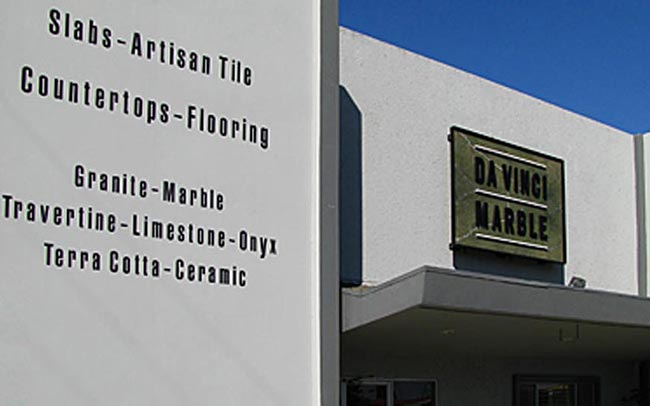 Slabs-Artisan Tile
Countertops-Flooring
Granite-Marble
Travertine-Limestone-Onyx
Terra Cotta-Ceramic
DA VINCI
MARBLE